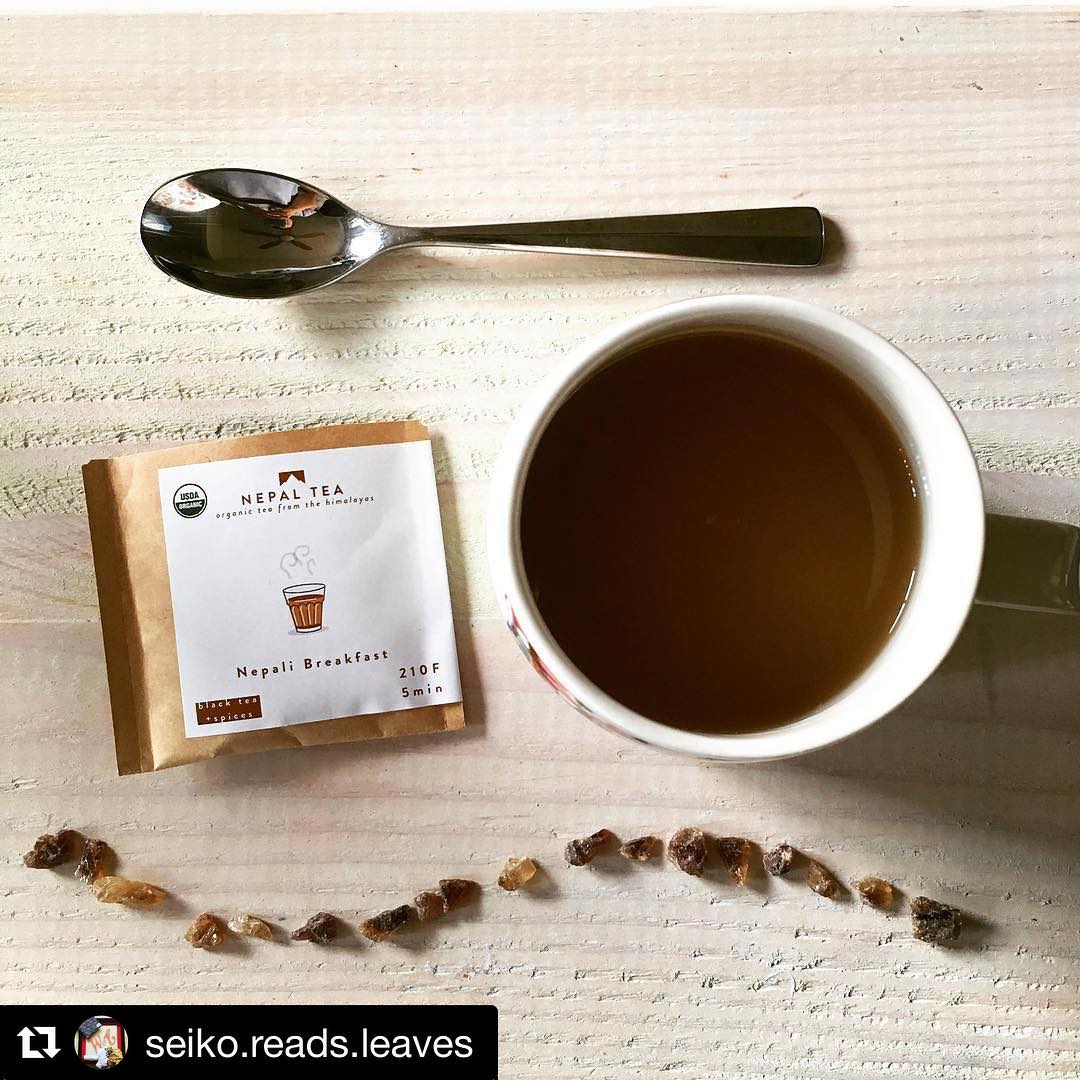 USDA
ORGANIC
NEPAL TEA
organic tea from the himalayas
Nepali Breakfast
210F
5min
black tea
+spices
seiko.reads.leaves